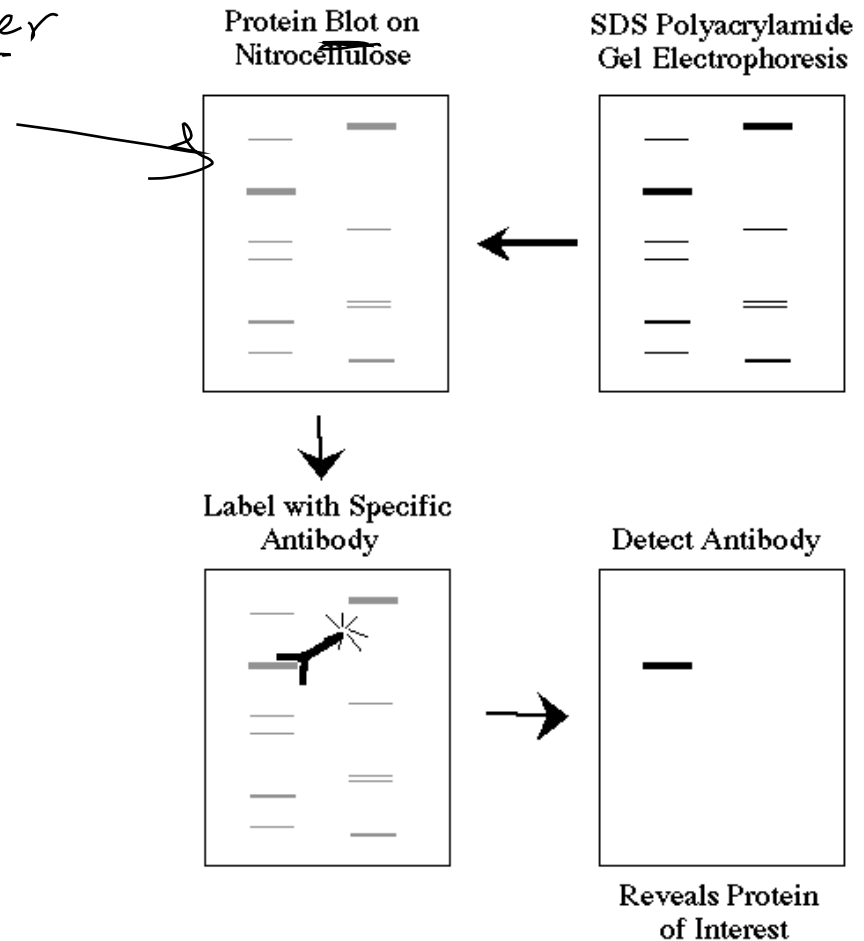 Protein Blot on
Nitrocellulose
SDS Polyacrylamide
Gel Electrophoresis
Label with Specific
Antibody
Detect Antibody
Reveals Protein
of Interest